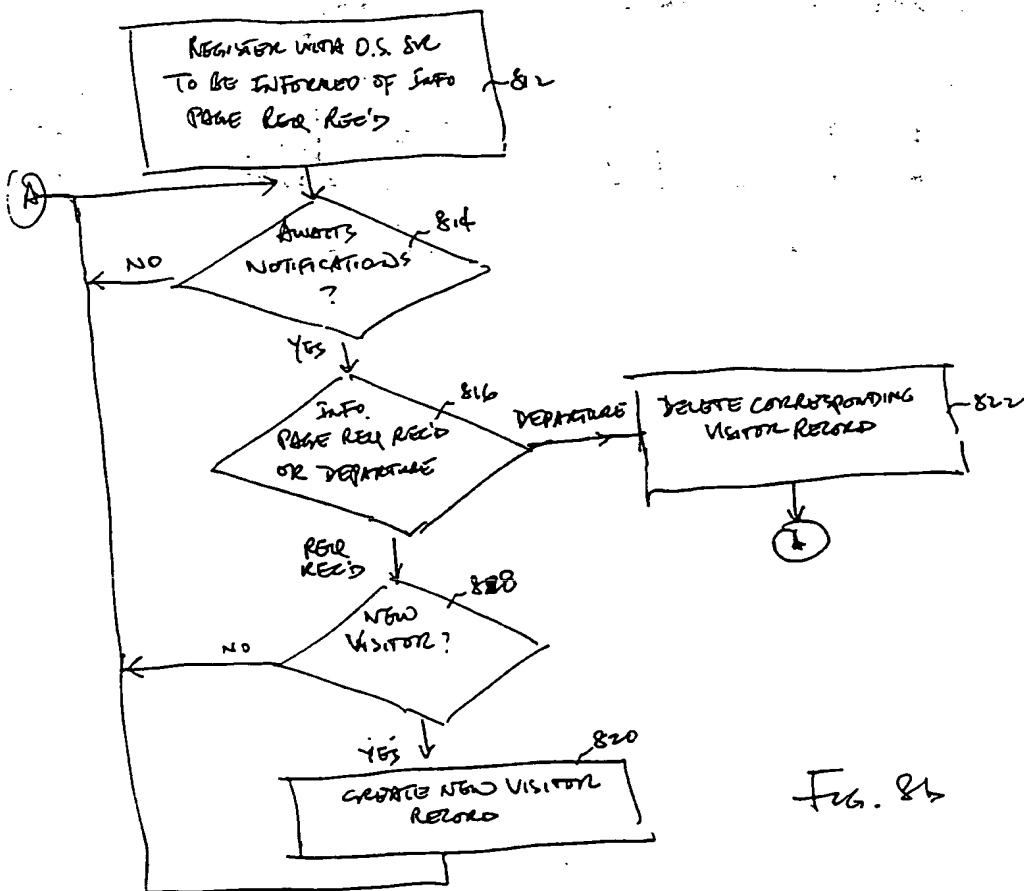 REGISTER WITH O.S. SVR
TO BE INFORMED OF INFO
PAGE REQ REC'D
812
A
AWAITS
NOTIFICATIONS
?
814
NO
YES
INFO.
PAGE REQ REC'D
OR DEPARTURE
816
DEPARTURE
DELETE CORRESPONDING
VISITOR RECORD
822
REQ
REC'D
NEW
VISITOR?
818
NO
YES
820
CREATE NEW VISITOR
RECORD
FIG. 8b